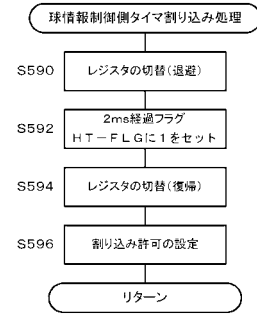 球情報制御側タイマ割り込み処理
S590
レジスタの切替(退避)
S592
2ms経過フラグ
HT-FLGに1をセット
S594
レジスタの切替(復帰)
S596
割り込み許可の設定
リターン